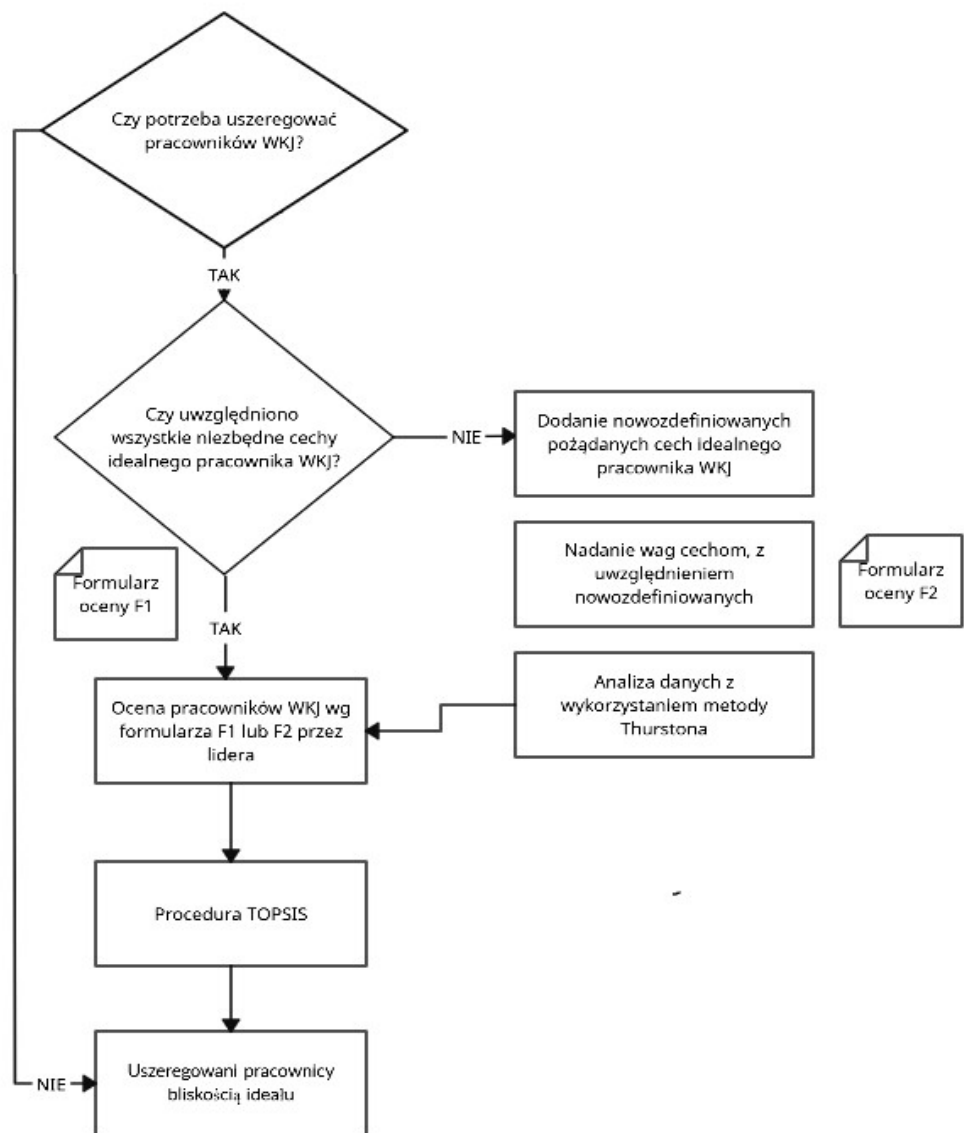 Czy potrzeba uszeregować
pracowników WKJ?
TAK
Czy uwzględniono
wszystkie niezbędne cechy
idealnego pracownika WKJ?
NIE
Dodanie nowozdefiniowanych
pożądanych cech idealnego
pracownika WKJ
Formularz
oceny F1
Nadanie wag cechom, z
uwzględnieniem
nowozdefiniowanych
Formularz
oceny F2
TAK
Ocena pracowników WKJ wg
formularza F1 lub F2 przez
lidera
Analiza danych z
wykorzystaniem metody
Thurstona
Procedura TOPSIS
NIE
Uszeregowani pracownicy
bliskością ideału